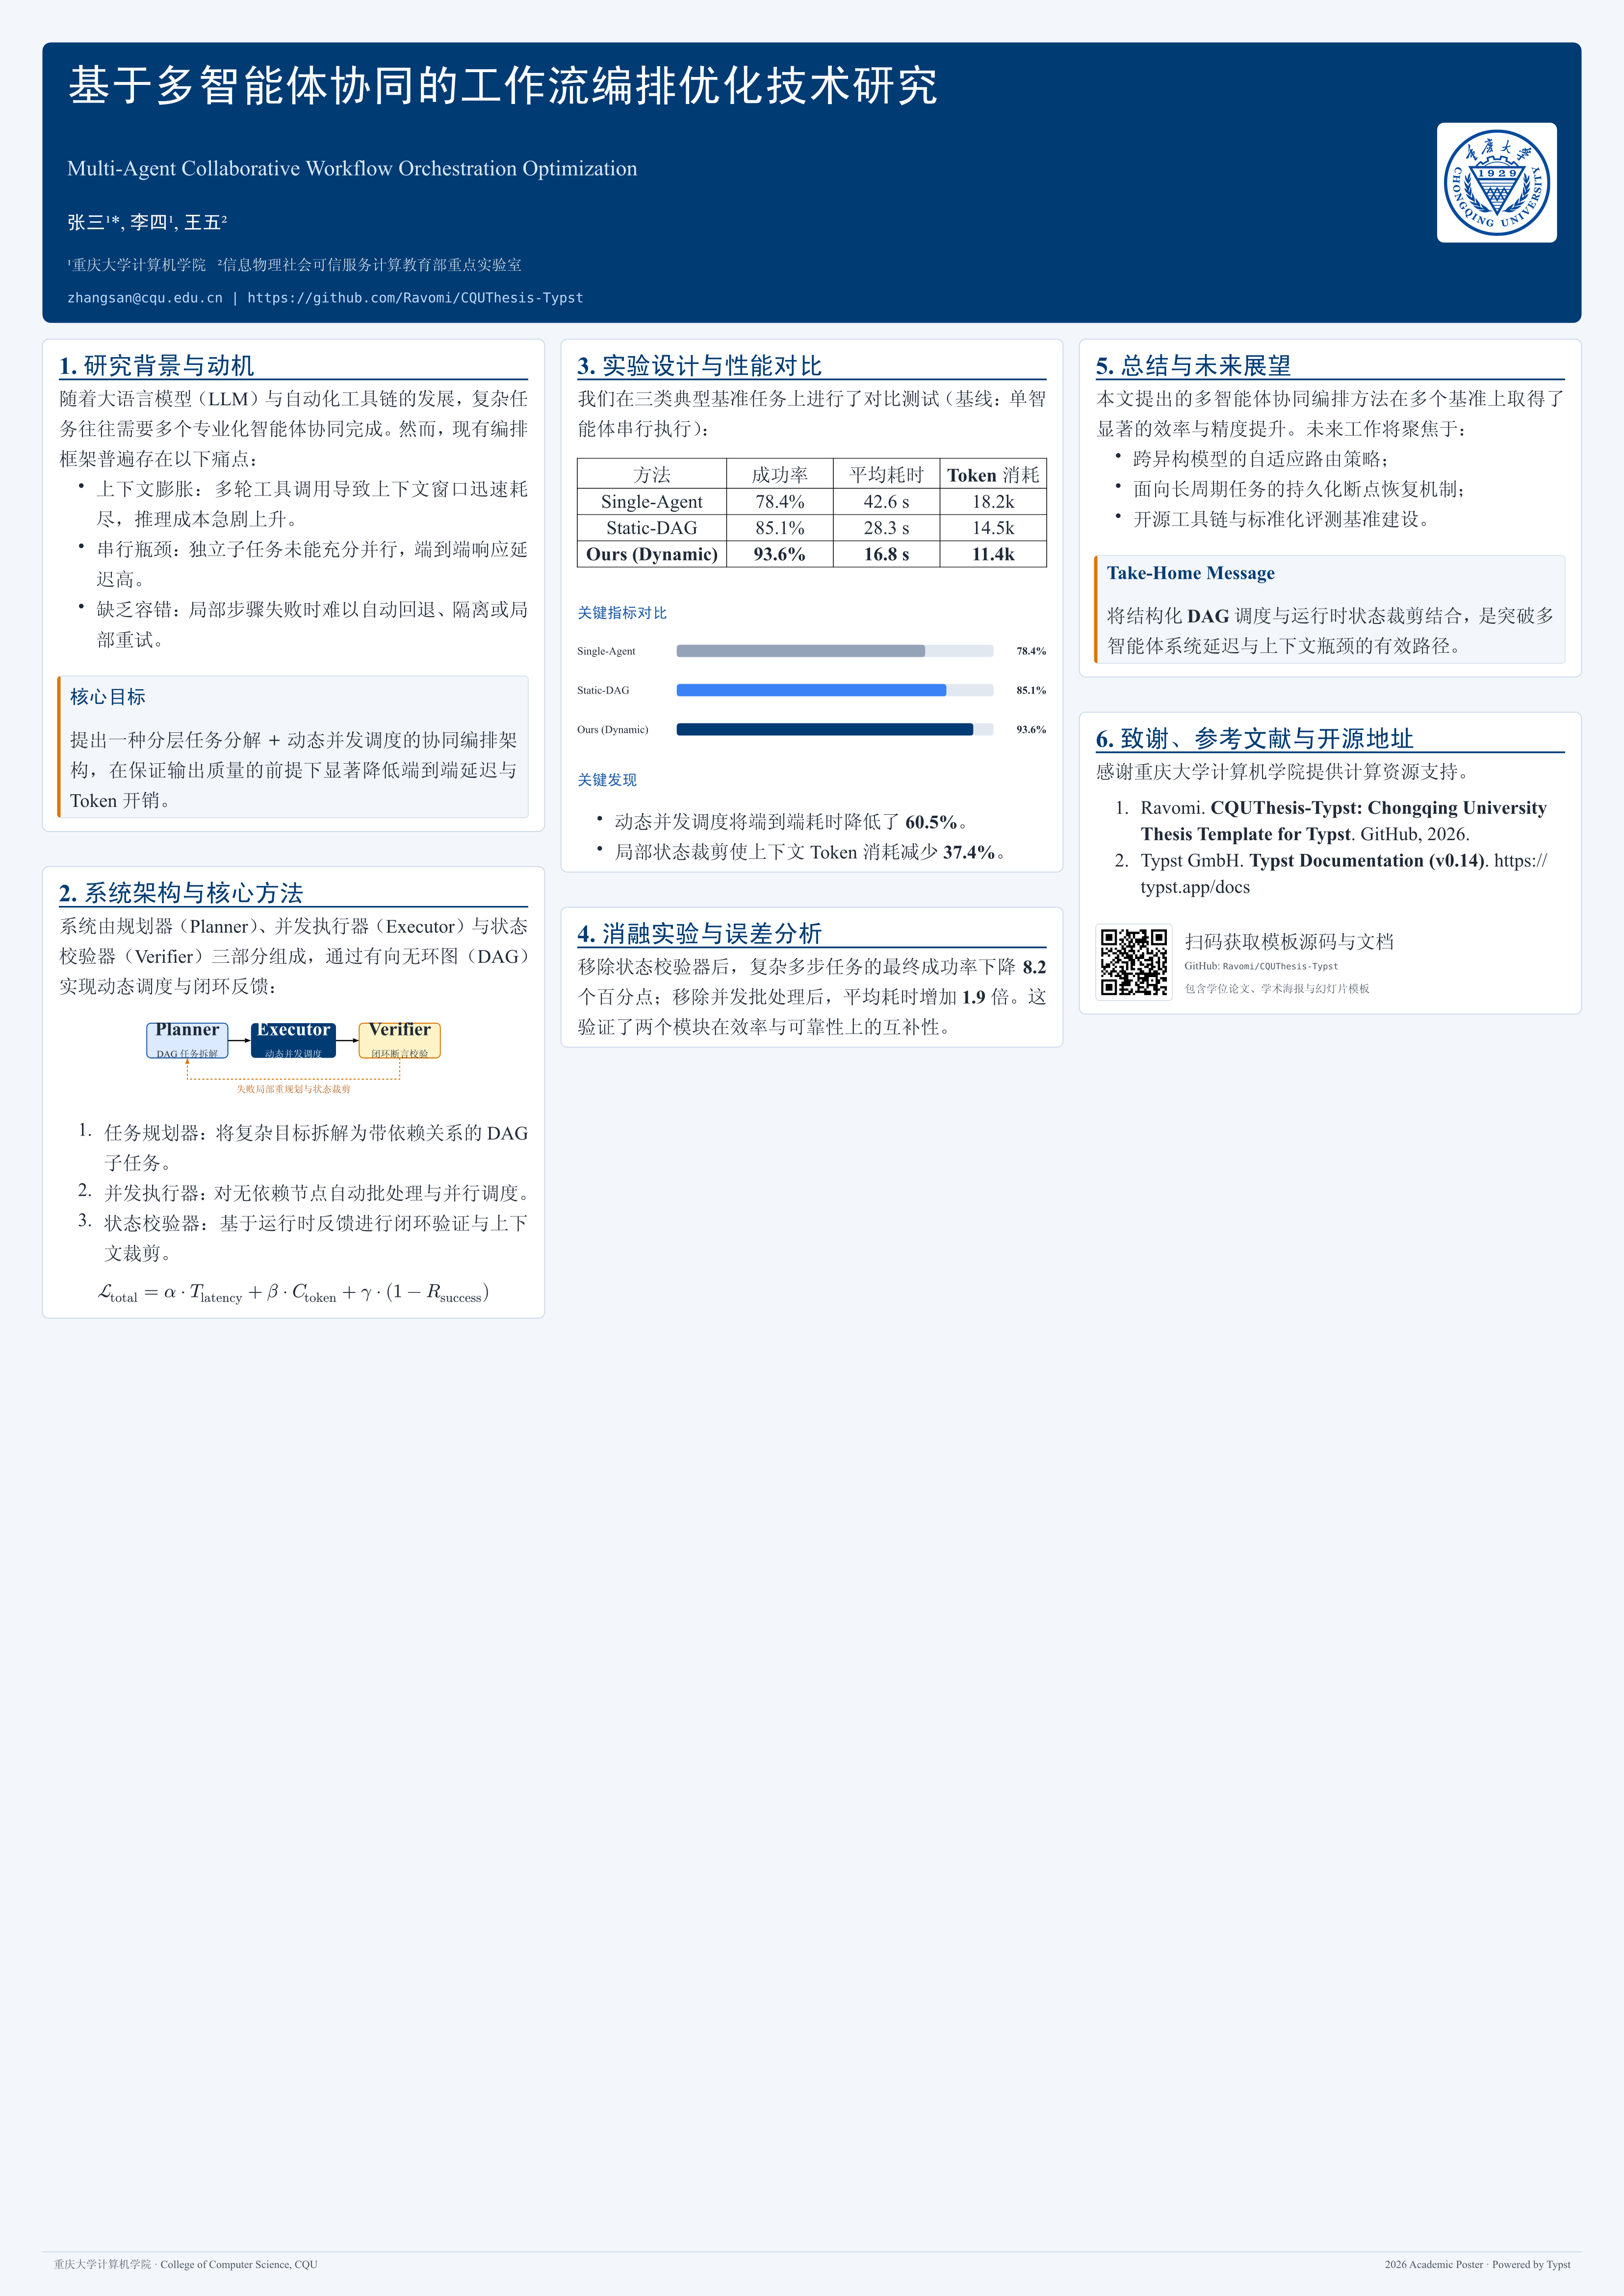 基于多智能体协同的工作流编排优化技术研究
Multi-Agent Collaborative Workflow Orchestration Optimization
张三¹*, 李四¹, 王五²
¹重庆大学计算机学院 ²信息物理社会可信服务计算教育部重点实验室
zhangsan@cqu.edu.cn | https://github.com/Ravomi/CQUThesis-Typst
重庆大学
1929
CHONGQING UNIVERSITY
1. 研究背景与动机
随着大语言模型（LLM）与自动化工具链的发展，复杂任
务往往需要多个专业化智能体协同完成。然而，现有编排
框架普遍存在以下痛点：
• 上下文膨胀：多轮工具调用导致上下文窗口迅速耗
尽，推理成本急剧上升。
• 串行瓶颈：独立子任务未能充分并行，端到端响应延
迟高。
• 缺乏容错：局部步骤失败时难以自动回退、隔离或局
部重试。
核心目标
提出一种分层任务分解 + 动态并发调度的协同编排架
构，在保证输出质量的前提下显著降低端到端延迟与
Token 开销。
2. 系统架构与核心方法
系统由规划器（Planner）、并发执行器（Executor）与状态
校验器（Verifier）三部分组成，通过有向无环图（DAG）
实现动态调度与闭环反馈：
Planner Executor Verifier
DAG 任务拆解 动态并发调度 闭环断言校验
失败局部重规划与状态裁剪
1. 任务规划器：将复杂目标拆解为带依赖关系的 DAG
子任务。
2. 并发执行器：对无依赖节点自动批处理与并行调度。
3. 状态校验器：基于运行时反馈进行闭环验证与上下
文裁剪。
ℒtotal = α · Tlatency + β · Ctoken + γ · (1 − Rsuccess)
3. 实验设计与性能对比
我们在三类典型基准任务上进行了对比测试（基线：单智
能体串行执行）：
方法 成功率 平均耗时 Token 消耗
Single-Agent 78.4% 42.6 s 18.2k
Static-DAG 85.1% 28.3 s 14.5k
Ours (Dynamic) 93.6% 16.8 s 11.4k
关键指标对比
Single-Agent 78.4%
Static-DAG 85.1%
Ours (Dynamic) 93.6%
关键发现
• 动态并发调度将端到端耗时降低了 60.5%。
• 局部状态裁剪使上下文 Token 消耗减少 37.4%。
4. 消融实验与误差分析
移除状态校验器后，复杂多步任务的最终成功率下降 8.2
个百分点；移除并发批处理后，平均耗时增加 1.9 倍。这
验证了两个模块在效率与可靠性上的互补性。
5. 总结与未来展望
本文提出的多智能体协同编排方法在多个基准上取得了
显著的效率与精度提升。未来工作将聚焦于：
• 跨异构模型的自适应路由策略；
• 面向长周期任务的持久化断点恢复机制；
• 开源工具链与标准化评测基准建设。
Take-Home Message
将结构化 DAG 调度与运行时状态裁剪结合，是突破多
智能体系统延迟与上下文瓶颈的有效路径。
6. 致谢、参考文献与开源地址
感谢重庆大学计算机学院提供计算资源支持。
1. Ravomi. CQUThesis-Typst: Chongqing University
Thesis Template for Typst. GitHub, 2026.
2. Typst GmbH. Typst Documentation (v0.14). https://
typst.app/docs
扫码获取模板源码与文档
GitHub: Ravomi/CQUThesis-Typst
包含学位论文、学术海报与幻灯片模板
重庆大学计算机学院 · College of Computer Science, CQU
2026 Academic Poster · Powered by Typst